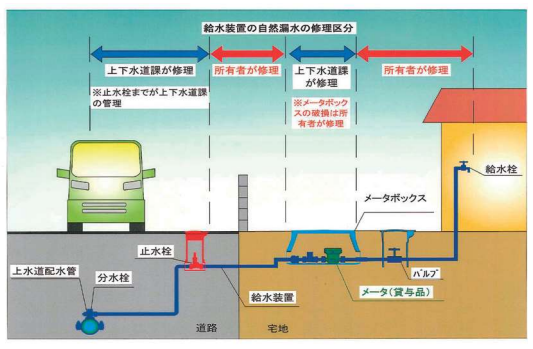 給水装置の自然漏水の修理区分
上下水道課が修理
所有者が修理
上下水道課
が修理
所有者が修理
※止水栓までが上下水道課
の管理
※メータボック
スの破損は所
有者が修理
給水栓
メータボックス
止水栓
上水道配水管
分水栓
給水装置
メータ(貸与品)
バルブ
道路
宅地